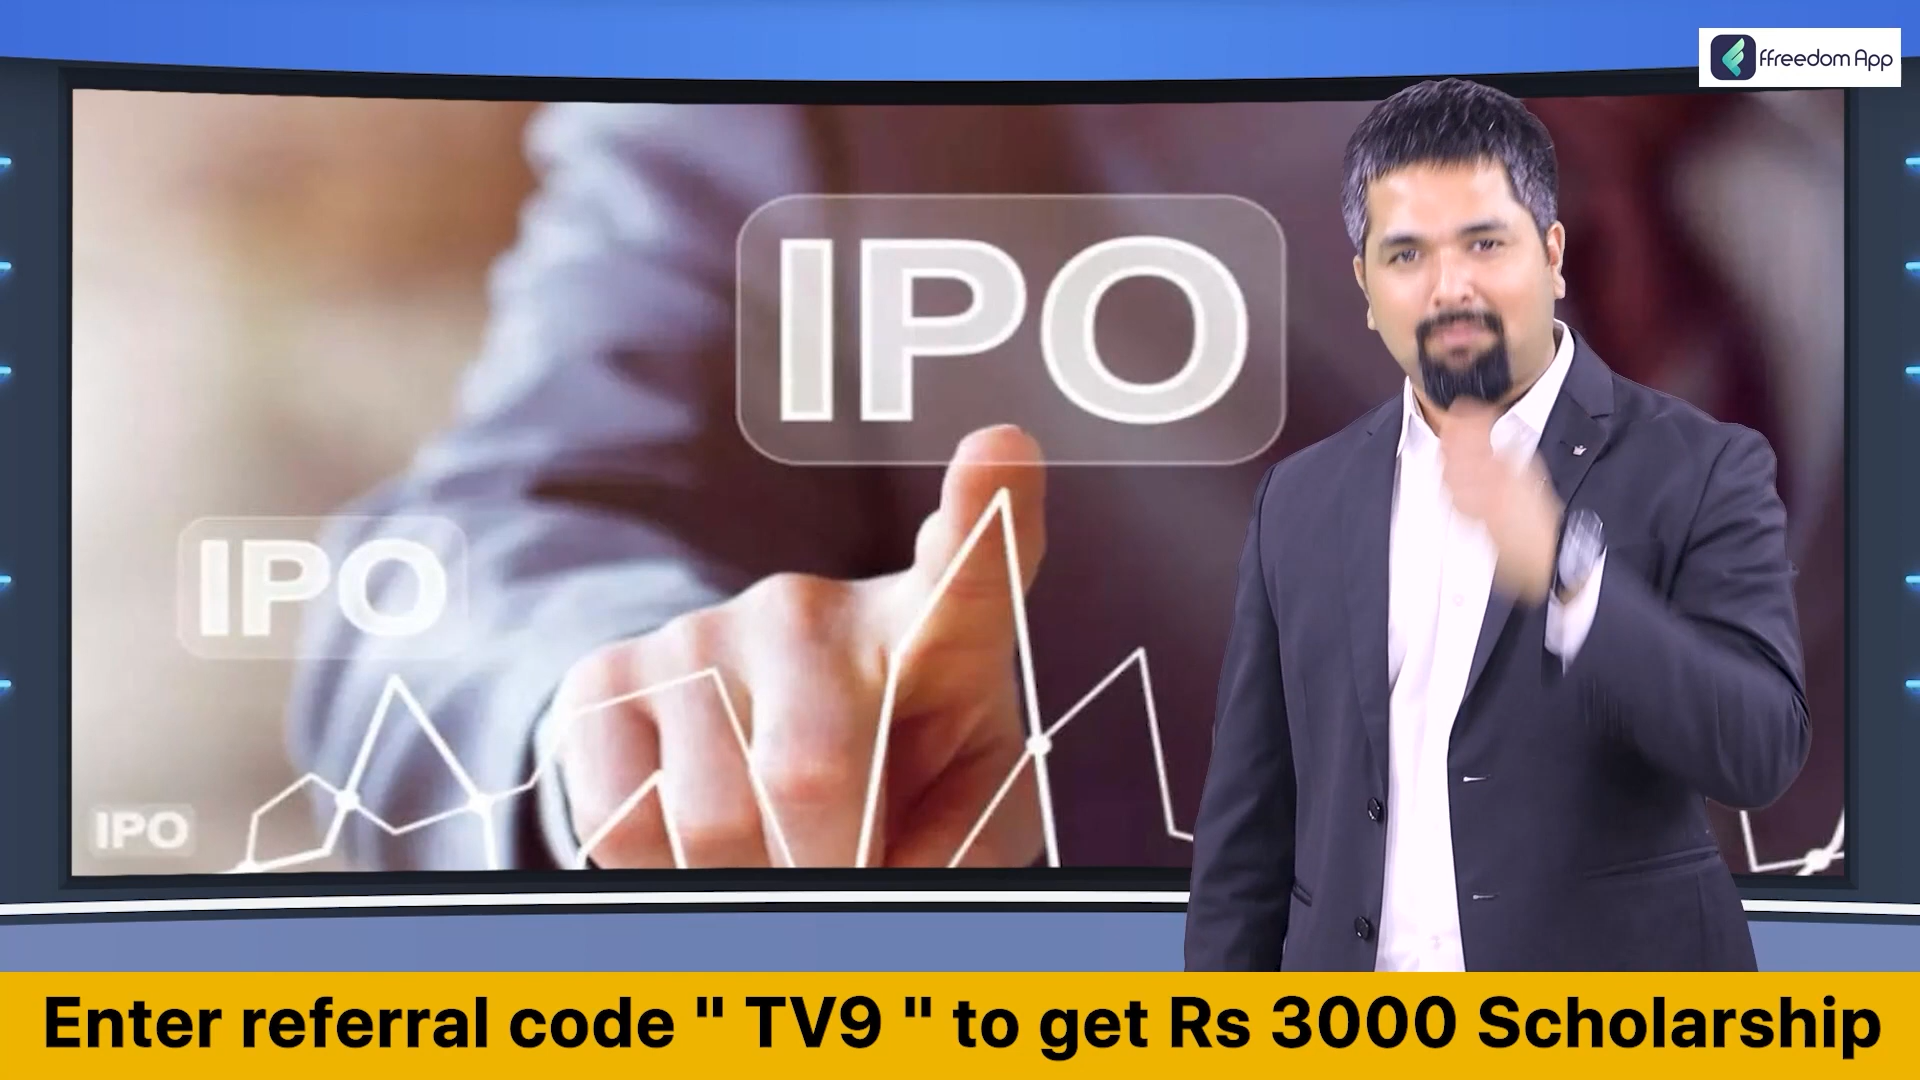 ffreedom App
IPO
IPO
IPO
Enter referral code " TV9 " to get Rs 3000 Scholarship